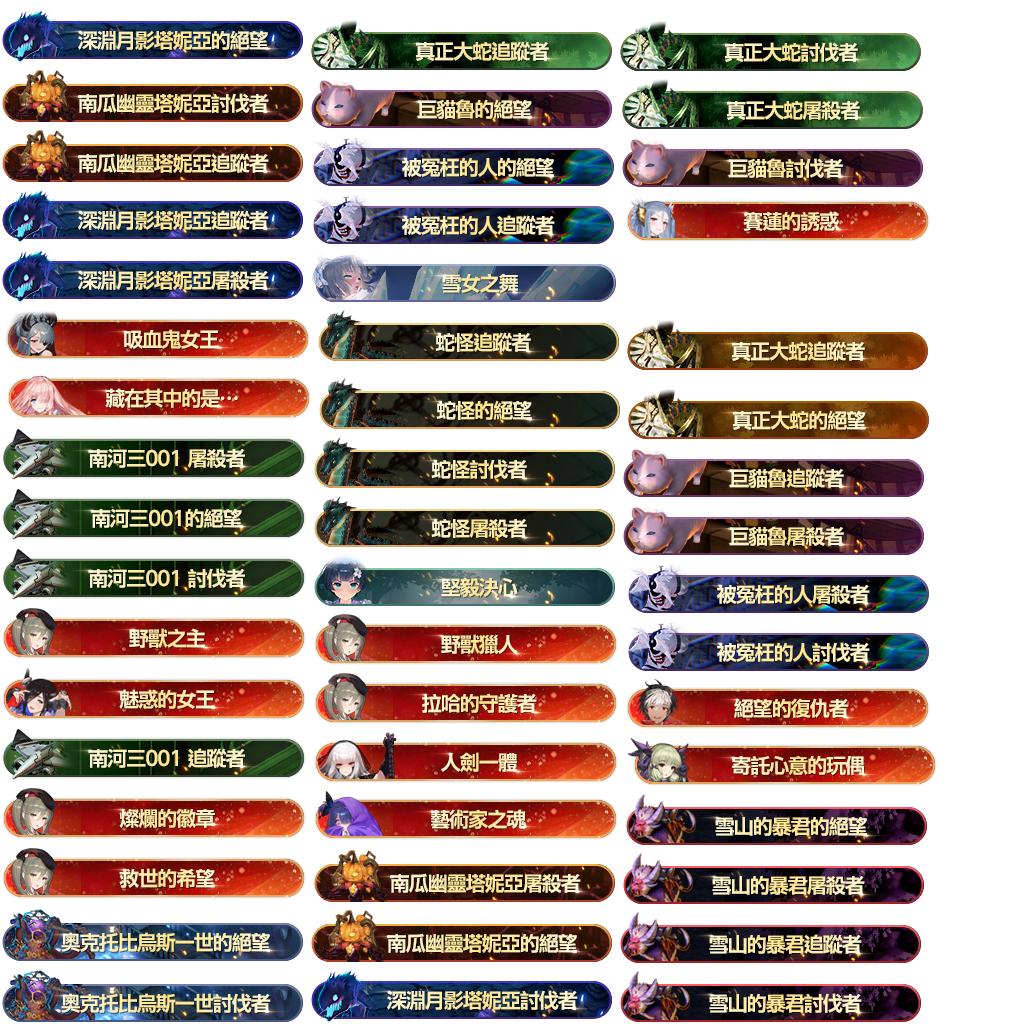 深淵月影塔妮亞的絕望
南瓜幽靈塔妮亞討伐者
南瓜幽靈塔妮亞追蹤者
深淵月影塔妮亞追蹤者
深淵月影塔妮亞屠殺者
吸血鬼女王
藏在其中的是…
南河三001 屠殺者
南河三001的絕望
南河三001 討伐者
野獸之主
魅惑的女王
南河三001 追蹤者
燦爛的徽章
救世的希望
奧克托比烏斯一世的絕望
奧克托比烏斯一世討伐者
真正大蛇追蹤者
巨貓魯的絕望
被冤枉的人的絕望
被冤枉的人追蹤者
雪女之舞
蛇怪追蹤者
蛇怪的絕望
蛇怪討伐者
蛇怪屠殺者
堅毅決心
野獸獵人
拉哈的守護者
人劍一體
藝術家之魂
南瓜幽靈塔妮亞屠殺者
南瓜幽靈塔妮亞的絕望
深淵月影塔妮亞討伐者
真正大蛇討伐者
真正大蛇屠殺者
巨貓魯討伐者
賽蓮的誘惑
真正大蛇追蹤者
真正大蛇的絕望
巨貓魯追蹤者
巨貓魯屠殺者
被冤枉的人屠殺者
被冤枉的人討伐者
絕望的復仇者
寄託心意的玩偶
雪山的暴君的絕望
雪山的暴君屠殺者
雪山的暴君追蹤者
雪山的暴君討伐者